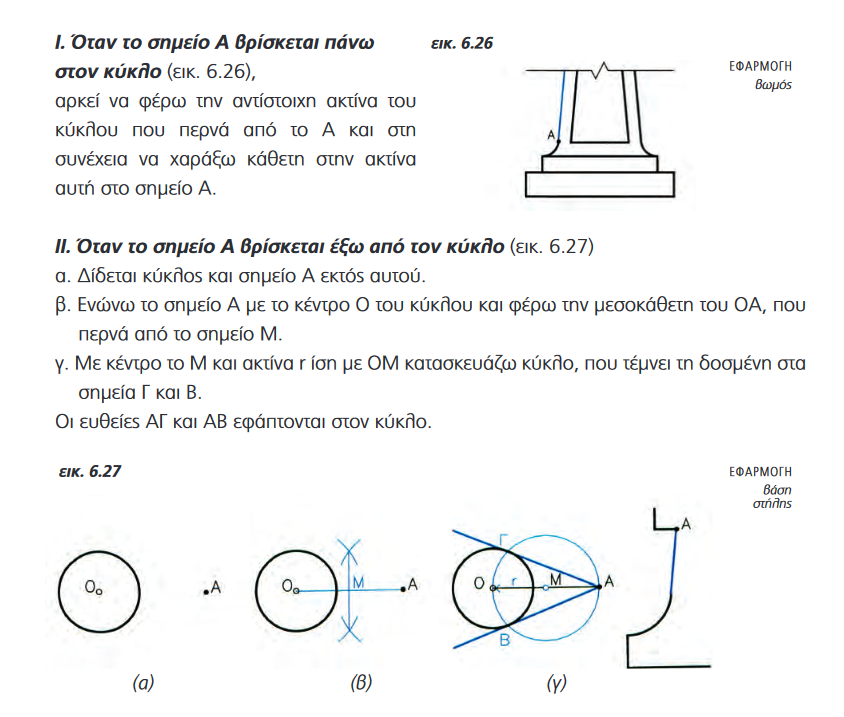 Ι. Όταν το σημείο Α βρίσκεται πάνω
στον κύκλο (εικ. 6.26),
αρκεί να φέρω την αντίστοιχη ακτίνα του
κύκλου που περνά από το Α και στη
συνέχεια να χαράξω κάθετη στην ακτίνα
αυτή στο σημείο Α.
εικ. 6.26
Α
ΕΦΑΡΜΟΓΗ
βωμός
ΙΙ. Όταν το σημείο Α βρίσκεται έξω από τον κύκλο (εικ. 6.27)
α. Δίδεται κύκλος και σημείο Α εκτός αυτού.
β. Ενώνω το σημείο Α με το κέντρο Ο του κύκλου και φέρω την μεσοκάθετη του ΟΑ, που
περνά από το σημείο Μ.
γ. Με κέντρο το Μ και ακτίνα r ίση με ΟΜ κατασκευάζω κύκλο, που τέμνει τη δοσμένη στα
σημεία Γ και Β.
Οι ευθείες ΑΓ και ΑΒ εφάπτονται στον κύκλο.
εικ. 6.27
ΕΦΑΡΜΟΓΗ
βάση
στήλης
Ο Α
Ο Μ Α
Γ
Ο r Μ Α
Β
Α
(α) (β) (γ)